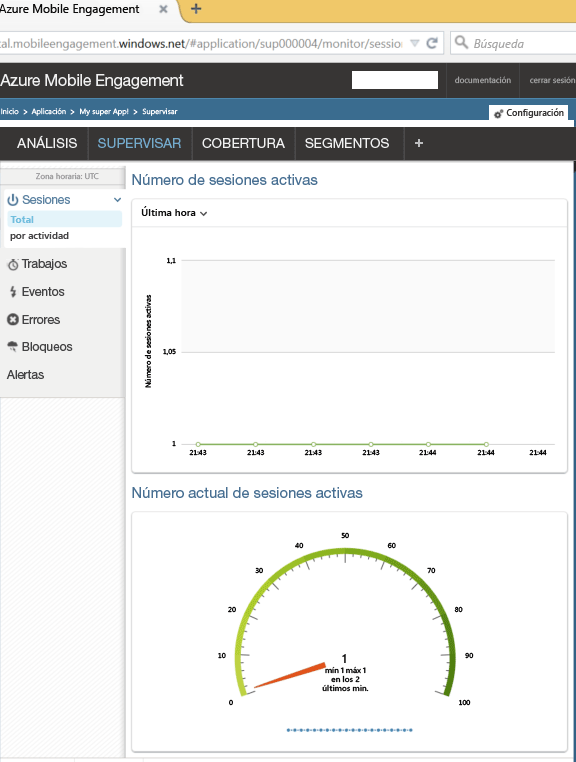 Azure Mobile Engagement
al.mobileengagement.windows.net/#application/sup000004/monitor/sessio
Búsqueda
Azure Mobile Engagement
documentación
cerrar sesión
Inicio > Aplicación > My super App! > Supervisar
Configuración
ANÁLISIS
SUPERVISAR
COBERTURA
SEGMENTOS
+
Zona horaria: UTC
Sesiones
Total
por actividad
Trabajos
Eventos
Errores
Bloqueos
Alertas
Número de sesiones activas
Última hora
1,1
1,05
1
Número de sesiones activas
21:43 21:43 21:43 21:43 21:44 21:44 21:44
Número actual de sesiones activas
0
10
20
30
40
50
60
70
80
90
100
1
mín 1 máx 1
en los 2
últimos min.